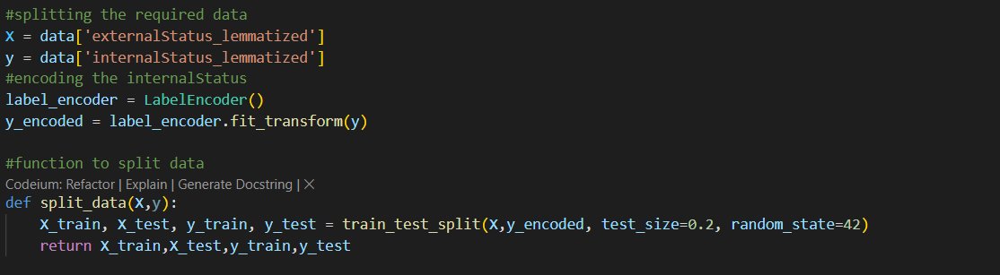 #splitting the required data
X = data['externalStatus_lemmatized']
y = data['internalStatus_lemmatized']
#encoding the internalStatus
label_encoder = LabelEncoder()
y_encoded = label_encoder.fit_transform(y)
#function to split data
Codeium: Refactor | Explain | Generate Docstring | ×
def split_data(X,y):
    X_train, X_test, y_train, y_test = train_test_split(X,y_encoded, test_size=0.2, random_state=42)
    return X_train,X_test,y_train,y_test